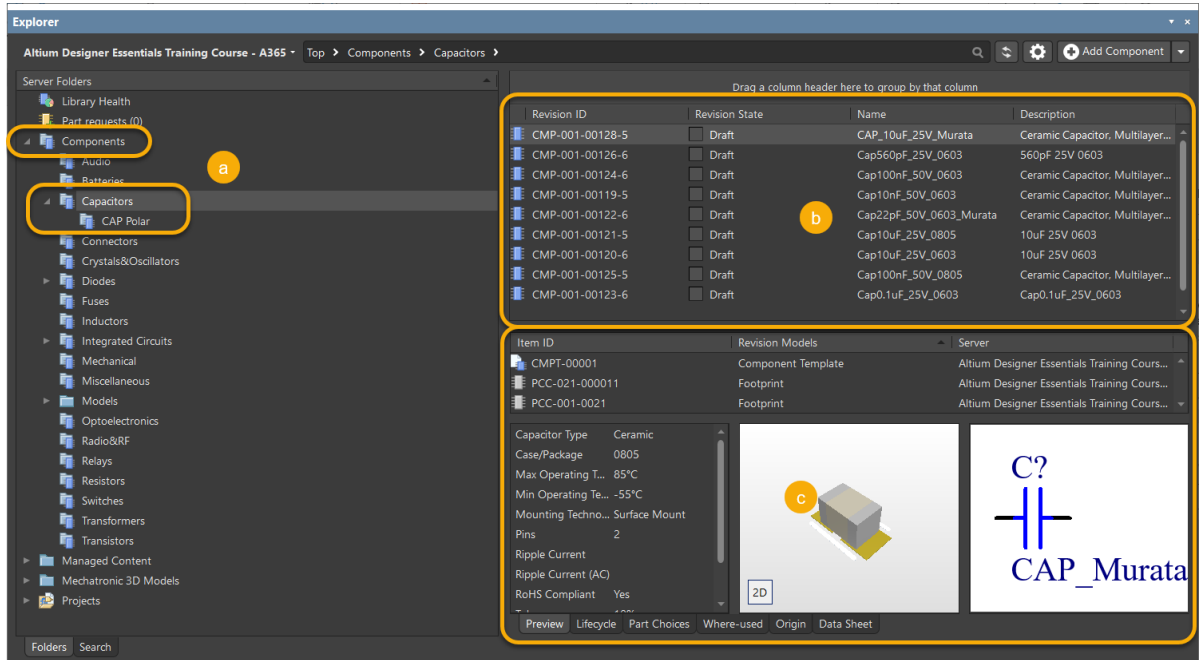 Explorer
Altium Designer Essentials Training Course - A365 Top > Components > Capacitors >
Add Component
Server Folders
Library Health
Part requests (0)
Components
a
Audio
Batteries
Capacitors
CAP Polar
Connectors
Crystals&Oscillators
Diodes
Fuses
Inductors
Integrated Circuits
Mechanical
Miscellaneous
Models
Optoelectronics
Radio&RF
Relays
Resistors
Switches
Transformers
Transistors
Managed Content
Mechatronic 3D Models
Projects
Folders Search
Drag a column header here to group by that column
Revision ID Revision State Name Description
CMP-001-00128-5 Draft CAP_10uF_25V_Murata Ceramic Capacitor, Multilayer...
CMP-001-00126-6 Draft Cap560pF_25V_0603 560pF 25V 0603
CMP-001-00124-6 Draft Cap100nF_50V_0603 Ceramic Capacitor, Multilayer...
CMP-001-00119-5 Draft Cap10nF_50V_0603 Ceramic Capacitor, Multilayer...
CMP-001-00122-6 Draft Cap22pF_50V_0603_Murata Ceramic Capacitor, Multilayer...
b
CMP-001-00121-5 Draft Cap10uF_25V_0805 10uF 25V 0603
CMP-001-00120-6 Draft Cap10uF_25V_0603 10uF 25V 0603
CMP-001-00125-5 Draft Cap100nF_50V_0805 Ceramic Capacitor, Multilayer...
CMP-001-00123-6 Draft Cap0.1uF_25V_0603 Cap0.1uF_25V_0603
Item ID Revision Models Server
CMPT-00001 Component Template Altium Designer Essentials Training Cours...
PCC-021-000011 Footprint Altium Designer Essentials Training Cours...
PCC-001-0021 Footprint Altium Designer Essentials Training Cours...
Capacitor Type Ceramic
Case/Package 0805
Max Operating T... 85°C
Min Operating Te... -55°C
Mounting Techno... Surface Mount
Pins 2
Ripple Current
Ripple Current (AC)
RoHS Compliant Yes
c
2D
C?
CAP_Murata
Preview Lifecycle Part Choices Where-used Origin Data Sheet